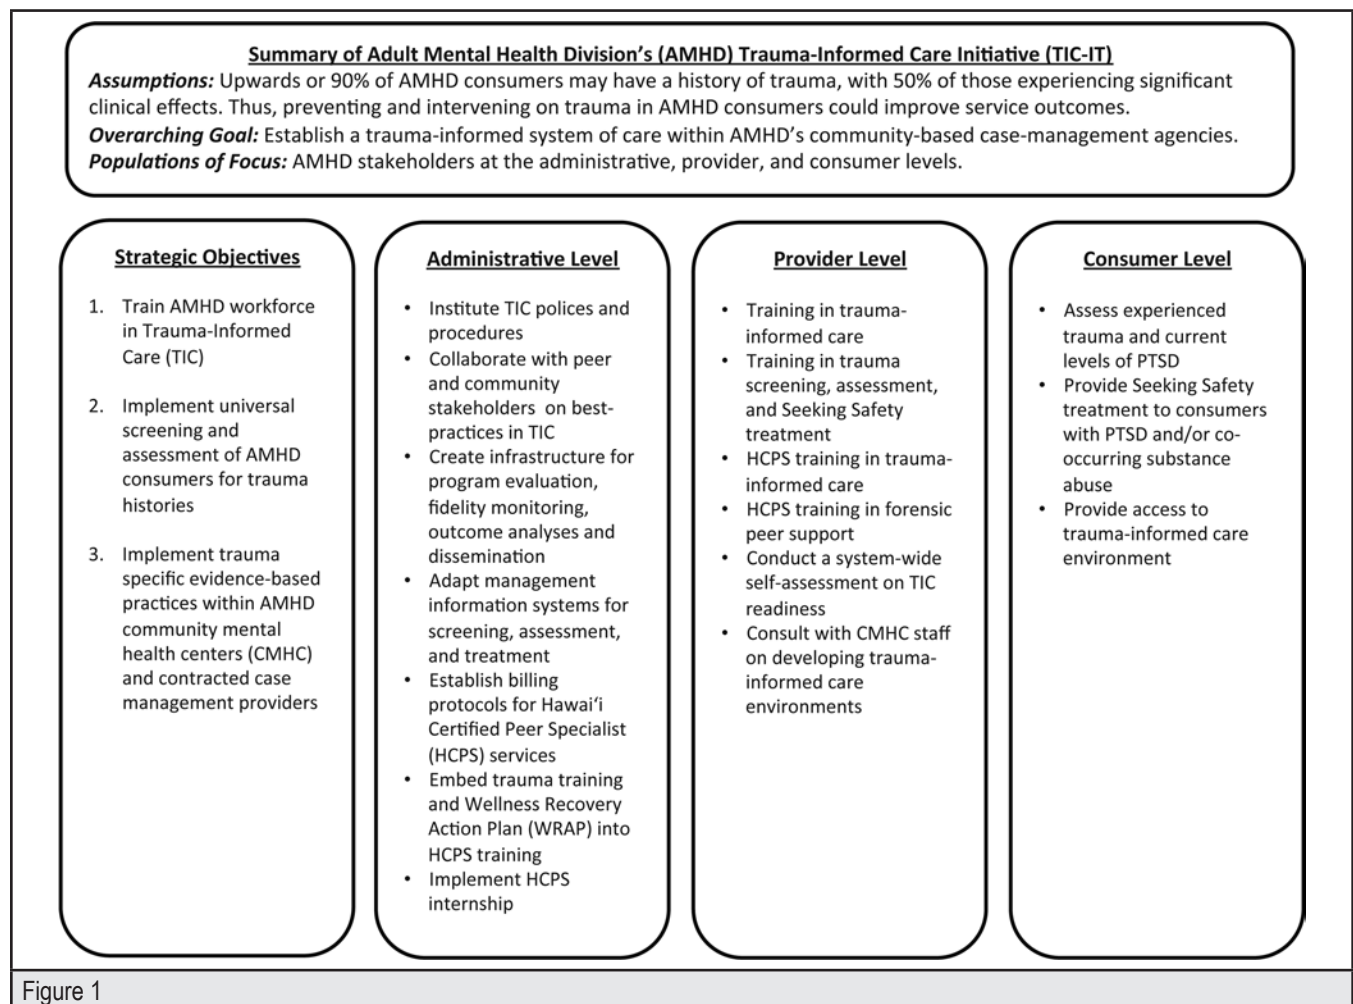 Summary of Adult Mental Health Division's (AMHD) Trauma-Informed Care Initiative (TIC-IT)
Assumptions: Upwards or 90% of AMHD consumers may have a history of trauma, with 50% of those experiencing significant
clinical effects. Thus, preventing and intervening on trauma in AMHD consumers could improve service outcomes.
Overarching Goal: Establish a trauma-informed system of care within AMHD's community-based case-management agencies.
Populations of Focus: AMHD stakeholders at the administrative, provider, and consumer levels.
Strategic Objectives
1. Train AMHD workforce
in Trauma-Informed
Care (TIC)
2. Implement universal
screening and
assessment of AMHD
consumers for trauma
histories
3. Implement trauma
specific evidence-based
practices within AMHD
community mental
health centers (CMHC)
and contracted case
management providers
Administrative Level
• Institute TIC polices and
procedures
• Collaborate with peer
and community
stakeholders on best-
practices in TIC
• Create infrastructure for
program evaluation,
fidelity monitoring,
outcome analyses and
dissemination
• Adapt management
information systems for
screening, assessment,
and treatment
• Establish billing
protocols for Hawai‘i
Certified Peer Specialist
(HCPS) services
• Embed trauma training
and Wellness Recovery
Action Plan (WRAP) into
HCPS training
• Implement HCPS
internship
Provider Level
• Training in trauma-
informed care
• Training in trauma
screening, assessment,
and Seeking Safety
treatment
• HCPS training in trauma-
informed care
• HCPS training in forensic
peer support
• Conduct a system-wide
self-assessment on TIC
readiness
• Consult with CMHC staff
on developing trauma-
informed care
environments
Consumer Level
• Assess experienced
trauma and current
levels of PTSD
• Provide Seeking Safety
treatment to consumers
with PTSD and/or co-
occurring substance
abuse
• Provide access to
trauma-informed care
environment
Figure 1